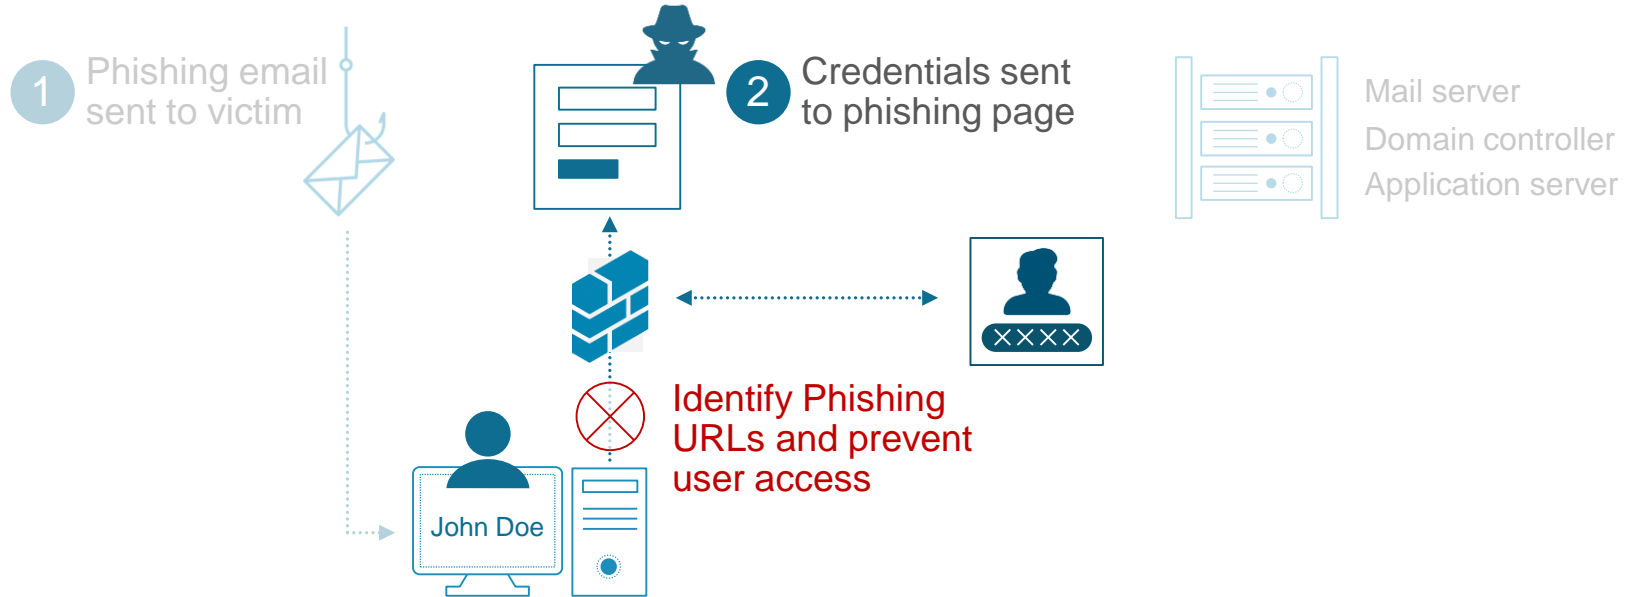 1
Phishing email
sent to victim
2
Credentials sent
to phishing page
Mail server
Domain controller
Application server
Identify Phishing
URLs and prevent
user access
John Doe